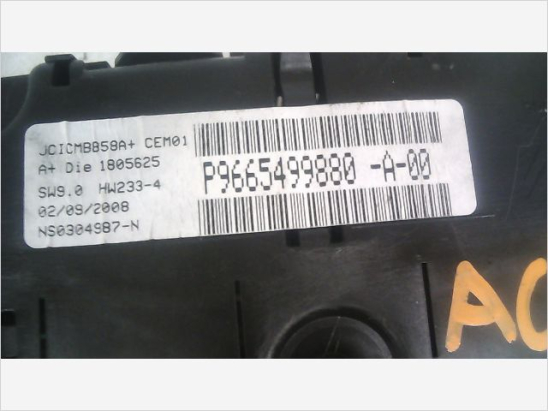 JCICMB858A+ CEM01
A+ Die 1805625
SW9.0 HW233-4
02/09/2008
NS0304987-N
P9665499880 -A-00
AC